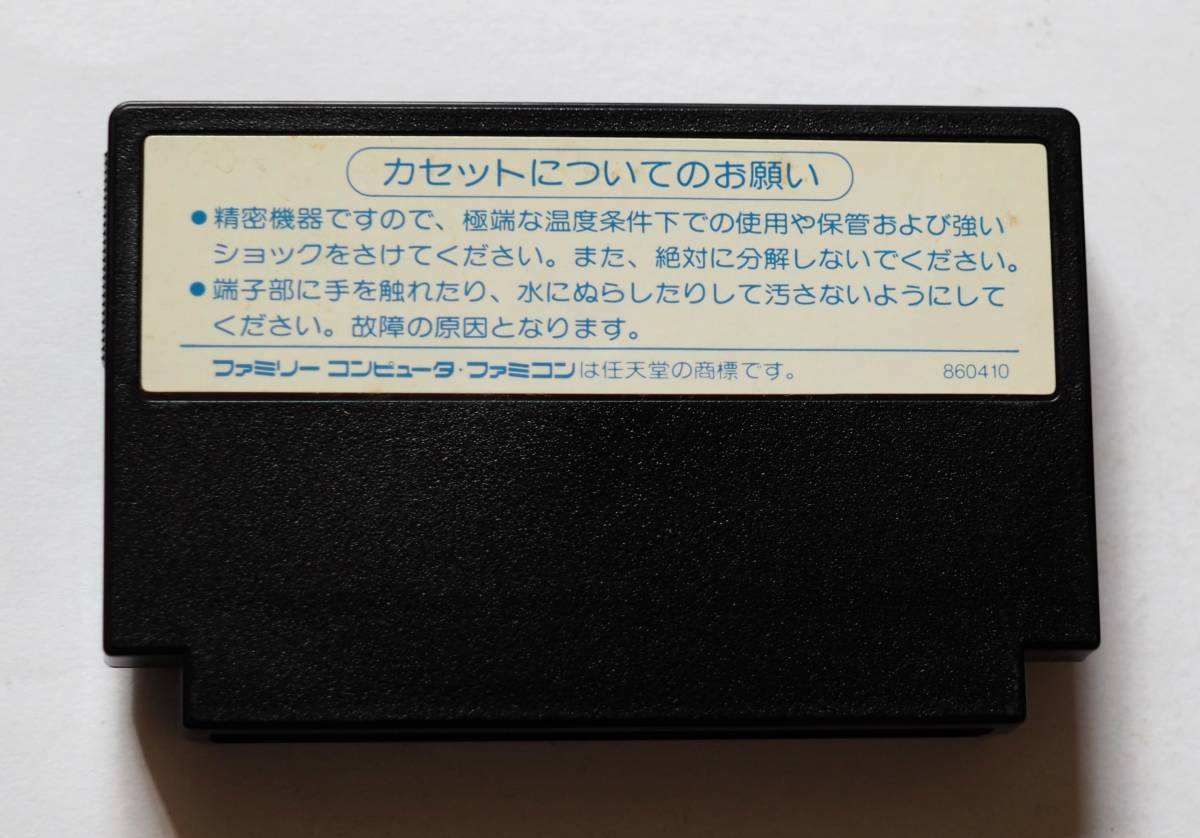 カセットについてのお願い
●精密機器ですので、極端な温度条件下での使用や保管および強い
ショックをさけてください。また、絶対に分解しないでください。
●端子部に手を触れたり、水にぬらしたりして汚さないようにして
ください。故障の原因となります。
ファミリー コンピュータ・ファミコンは任天堂の商標です。 860410